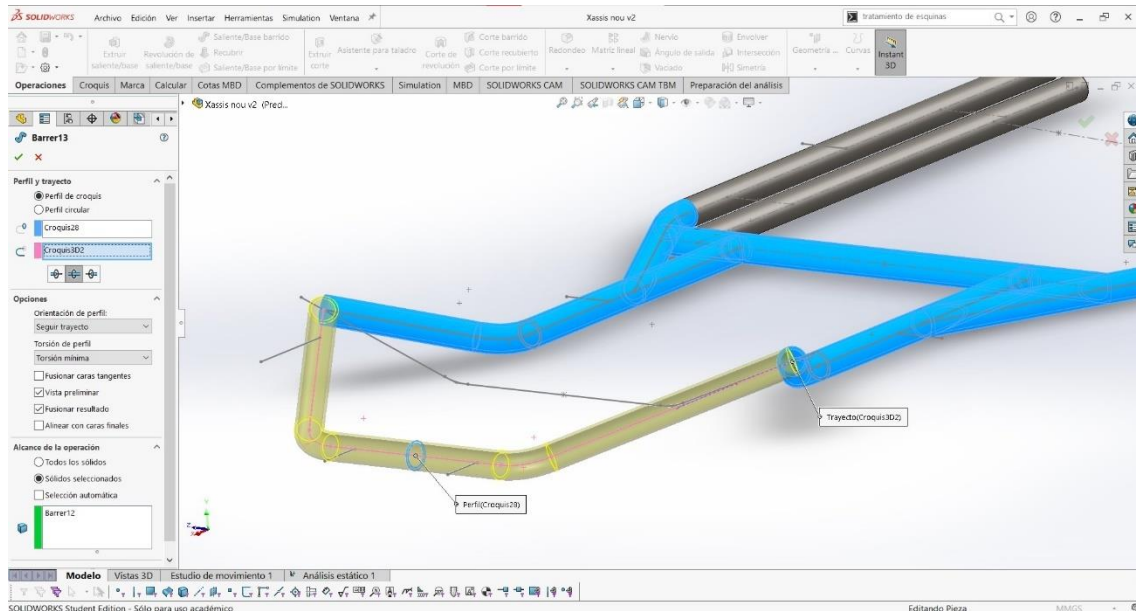 SOLIDWORKS Archivo Edición Ver Insertar Herramientas Simulation Ventana Xassis nou v2 tratamiento de esquinas
Extruir saliente/base
Revolución de saliente/base
Saliente/Base barrido
Recubrir
Saliente/Base por límite
Extruir corte
Asistente para taladro
Corte de revolución
Corte barrido
Corte recubierto
Corte por límite
Redondeo
Matriz lineal
Nervio
Ángulo de salida
Vaciado
Envolver
Intersección
Simetría
Geometría ...
Curvas
Instant 3D
Operaciones Croquis Marca Calcular Cotas MBD Complementos de SOLIDWORKS Simulation MBD SOLIDWORKS CAM SOLIDWORKS CAM TBM Preparación del análisis
Xassis nou v2 (Pred...
Barrer13
Perfil y trayecto
Perfil de croquis
Perfil circular
Croquis28
Croquis3D2
Opciones
Orientación de perfil:
Seguir trayecto
Torsión de perfil
Torsión mínima
Fusionar caras tangentes
Vista preliminar
Fusionar resultado
Alinear con caras finales
Alcance de la operación
Todos los sólidos
Sólidos seleccionados
Selección automática
Barrer12
Trayecto(Croquis3D2)
Perfil(Croquis28)
Modelo Vistas 3D Estudio de movimiento 1 Análisis estático 1
SOLIDWORKS Student Edition - Sólo para uso académico Editando Pieza MMGS